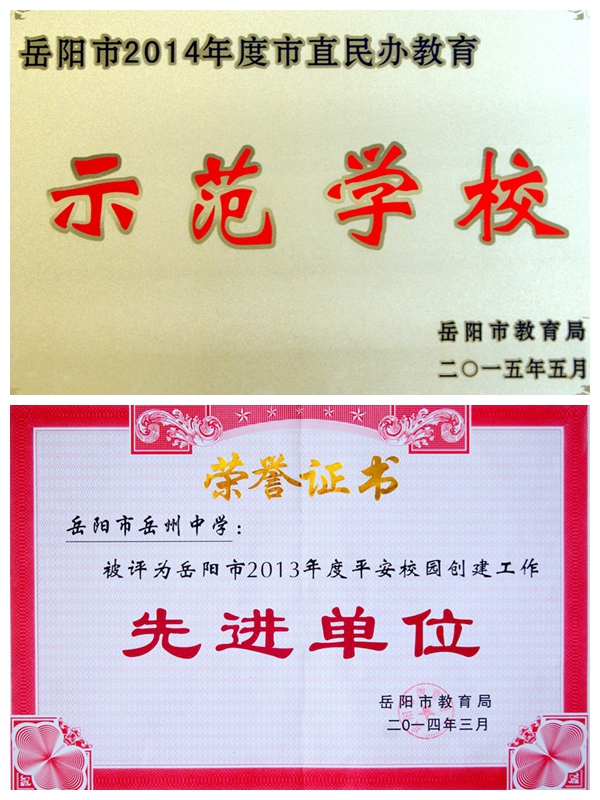 岳阳市2014年度市直民办教育
示范学校
岳阳市教育局
二〇一五年五月
荣誉证书
岳阳市岳州中学：
被评为岳阳市2013年度平安校园创建工作
先进单位
岳阳市教育局
二〇一四年三月